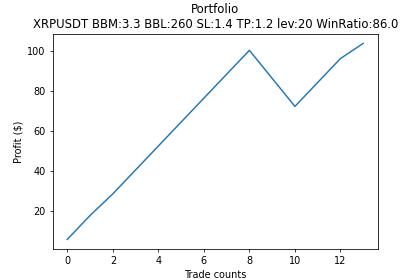 Portfolio
XRPUSDT BBM:3.3 BBL:260 SL:1.4 TP:1.2 lev:20 WinRatio:86.0
100
80
60
40
20
Profit ($)
0 2 4 6 8 10 12
Trade counts